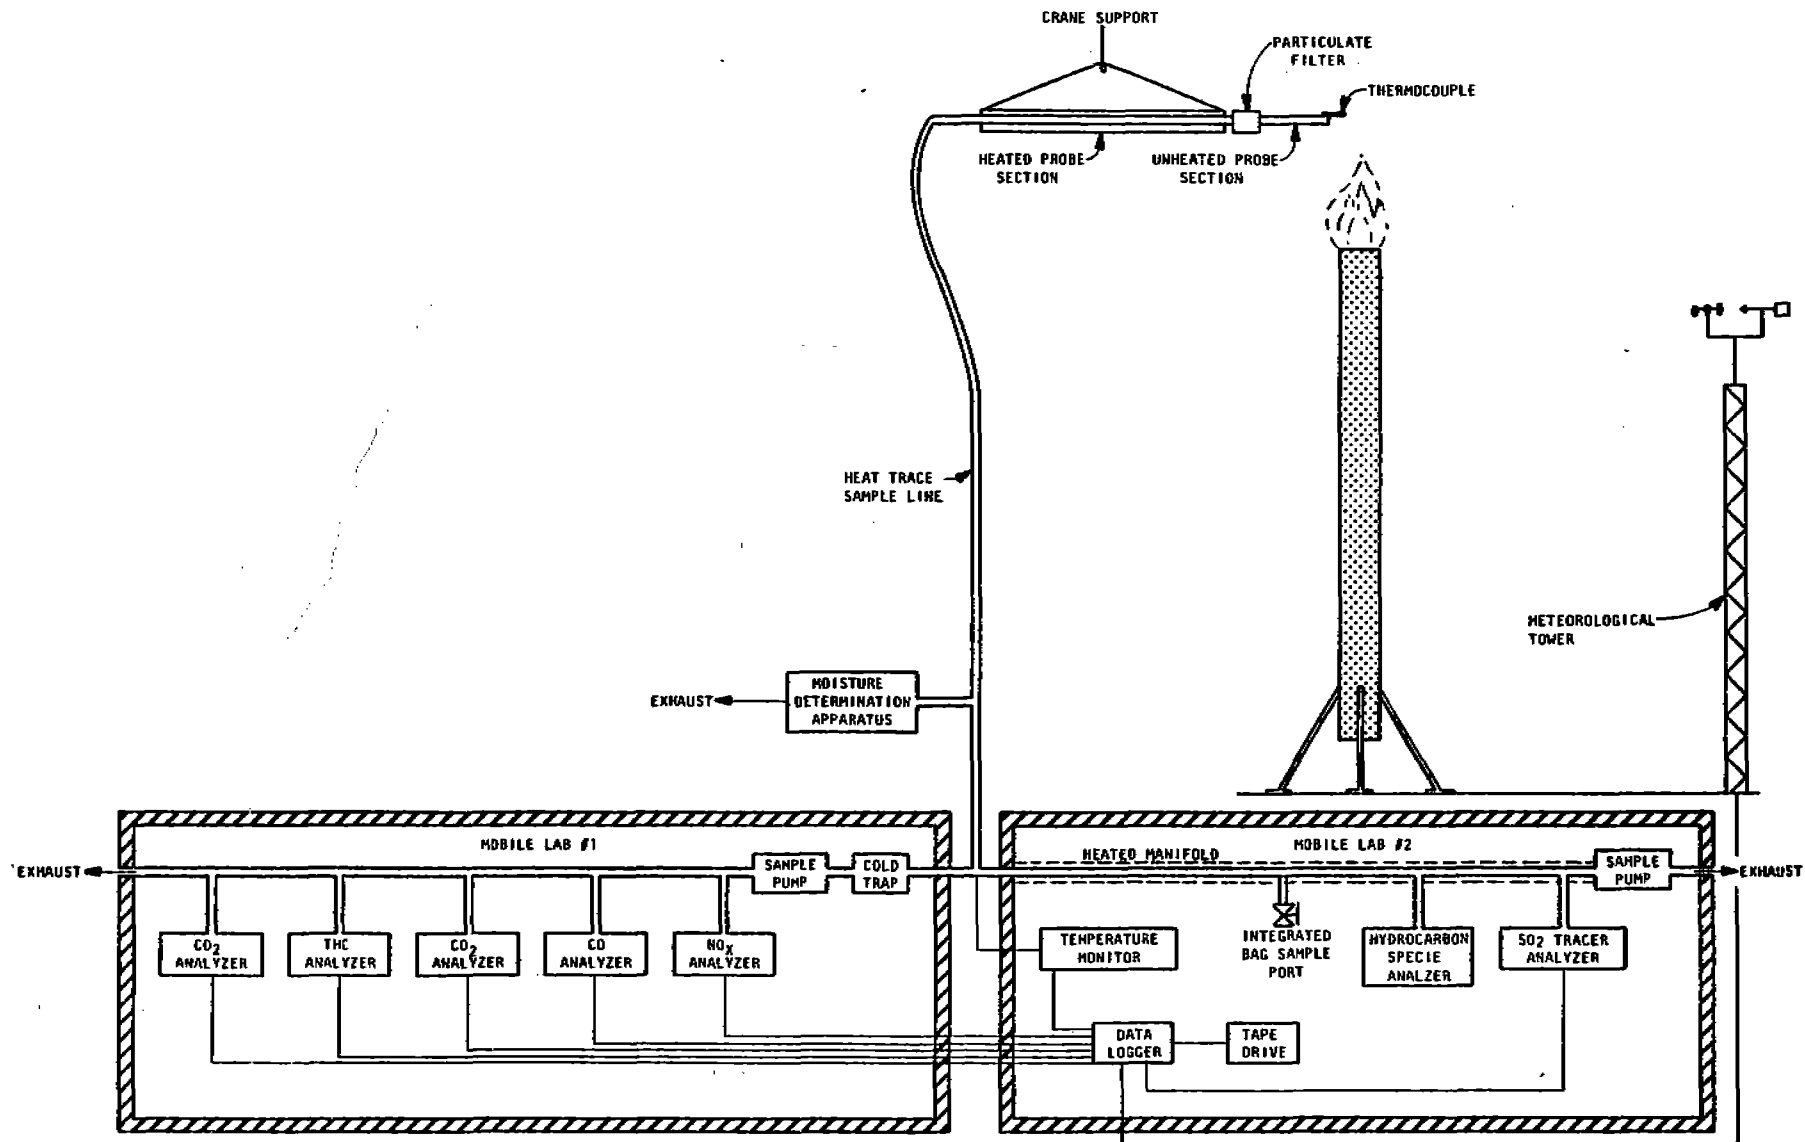 CRANE SUPPORT
PARTICULATE
FILTER
THERMOCOUPLE
HEATED PROBE
SECTION
UNHEATED PROBE
SECTION
HEAT TRACE
SAMPLE LINE
METEOROLOGICAL
TOWER
EXHAUST
MOISTURE
DETERMINATION
APPARATUS
MOBILE LAB #1
EXHAUST
SAMPLE
PUMP
COLD
TRAP
CO2
ANALYZER
THC
ANALYZER
CO2
ANALYZER
CO
ANALYZER
NOX
ANALYZER
MOBILE LAB #2
HEATED MANIFOLD
SAMPLE
PUMP
EXHAUST
TEMPERATURE
MONITOR
INTEGRATED
BAG SAMPLE
PORT
HYDROCARBON
SPECIE
ANALZER
SO2 TRACER
ANALYZER
DATA
LOGGER
TAPE
DRIVE